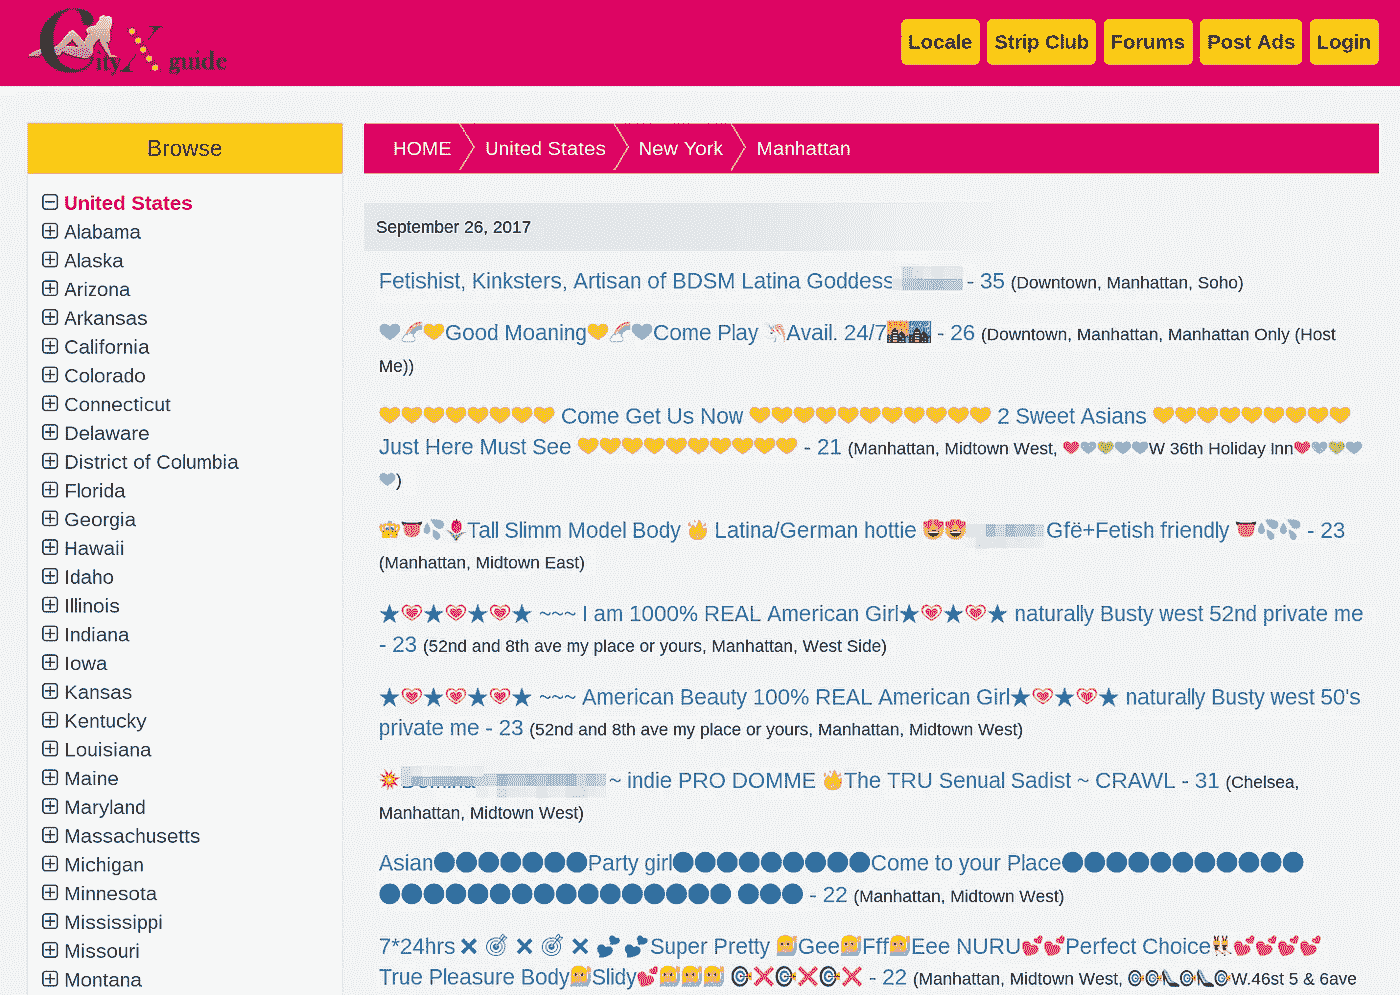 City X guide
Locale Strip Club Forums Post Ads Login
Browse
HOME United States New York Manhattan
United States
Alabama
Alaska
Arizona
Arkansas
California
Colorado
Connecticut
Delaware
District of Columbia
Florida
Georgia
Hawaii
Idaho
Illinois
Indiana
Iowa
Kansas
Kentucky
Louisiana
Maine
Maryland
Massachusetts
Michigan
Minnesota
Mississippi
Missouri
Montana
September 26, 2017
Fetishist, Kinksters, Artisan of BDSM Latina Goddess - 35 (Downtown, Manhattan, Soho)
Good Moaning Come Play Avail. 24/7 - 26 (Downtown, Manhattan, Manhattan Only (Host
Me))
Come Get Us Now 2 Sweet Asians
Just Here Must See - 21 (Manhattan, Midtown West, W 36th Holiday Inn
)
Tall Slimm Model Body Latina/German hottie Gfë+Fetish friendly - 23
(Manhattan, Midtown East)
★★★★ ~~~ I am 1000% REAL American Girl★★★ naturally Busty west 52nd private me
- 23 (52nd and 8th ave my place or yours, Manhattan, West Side)
★★★★ ~~~ American Beauty 100% REAL American Girl★★★ naturally Busty west 50's
private me - 23 (52nd and 8th ave my place or yours, Manhattan, Midtown West)
~ indie PRO DOMME The TRU Senual Sadist ~ CRAWL - 31 (Chelsea,
Manhattan, Midtown West)
Asian Party girl Come to your Place
- 22 (Manhattan, Midtown West)
7*24hrs Super Pretty Gee Fff Eee NURU Perfect Choice
True Pleasure Body Slidy - 22 (Manhattan, Midtown West, W.46st 5 & 6ave